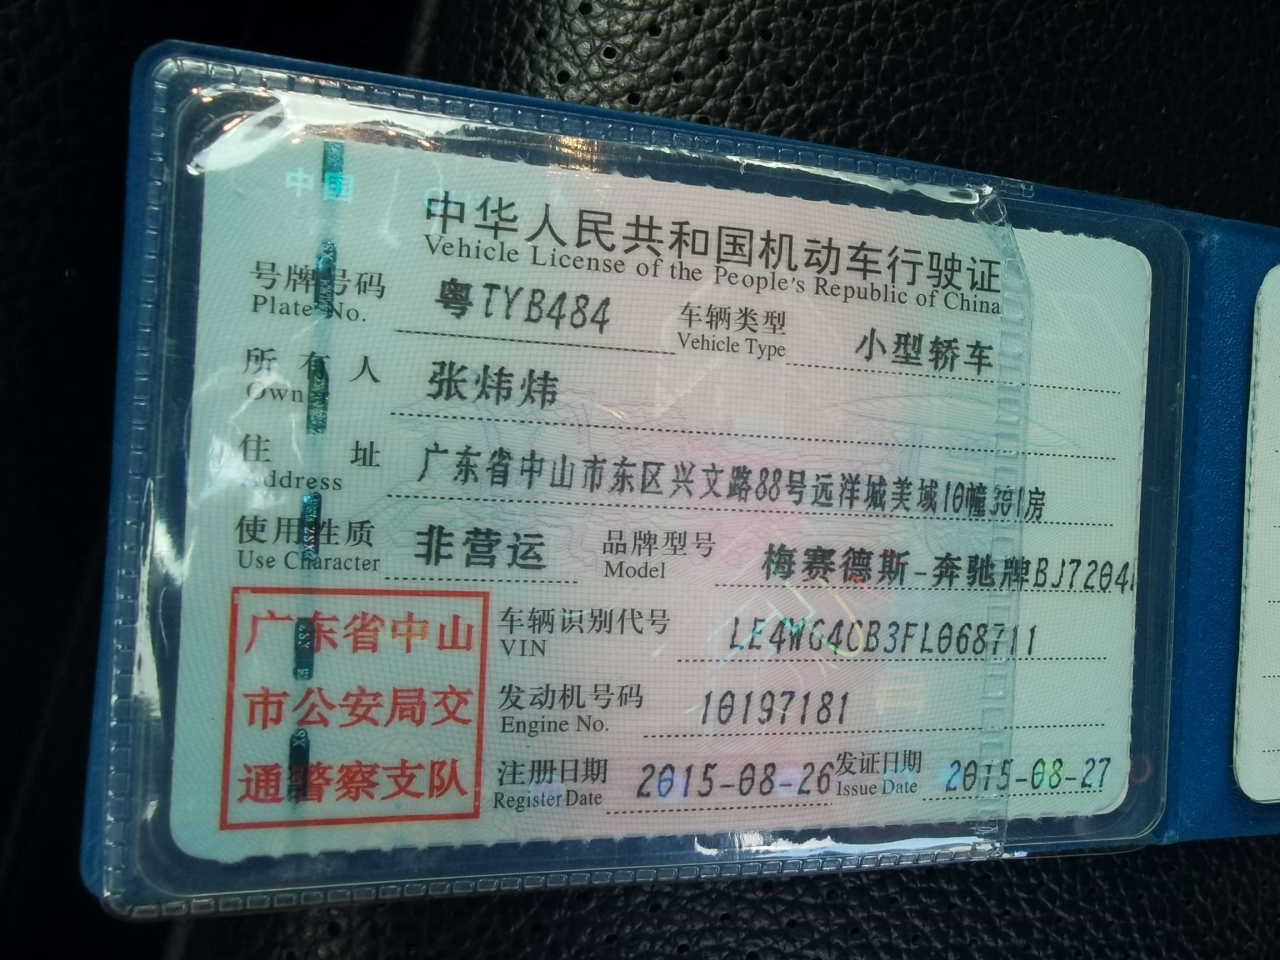 中国
中华人民共和国机动车行驶证
Vehicle License of the People's Republic of China
号牌号码 粤TYB484 车辆类型 小型轿车
Plate No. Vehicle Type
所有人 张炜炜
Own
住址 广东省中山市东区兴文路88号远洋城美域10幢301房
Address
使用性质 非营运 品牌型号 梅赛德斯-奔驰牌BJ7204
Use Character Model
广东省中山
市公安局交
通警察支队
车辆识别代号 LE4WG4CB3FL068711
VIN
发动机号码 10197181
Engine No.
注册日期 2015-08-26 发证日期 2015-08-27
Register Date Issue Date